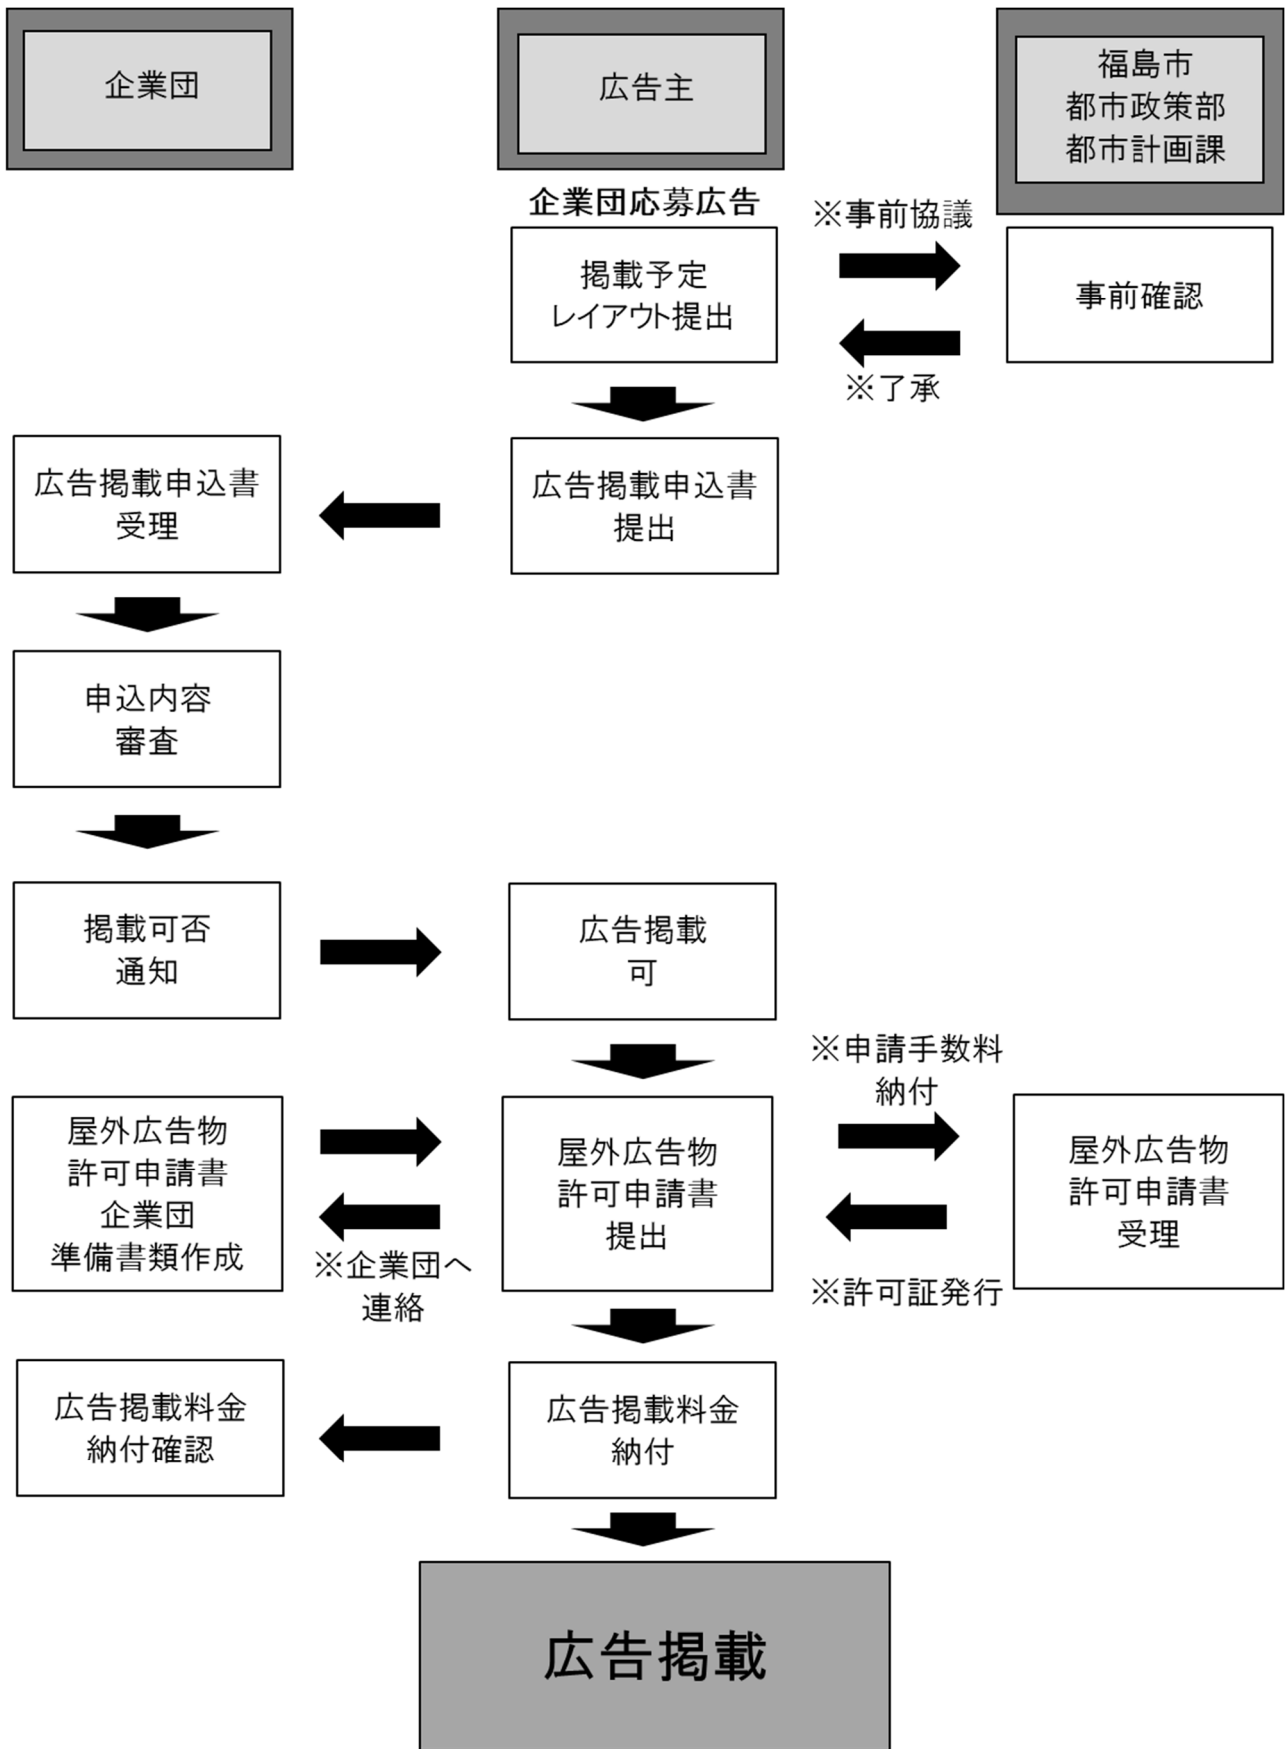 企業団
広告主
福島市
都市政策部
都市計画課
企業団応募広告
※事前協議
掲載予定
レイアウト提出
事前確認
※了承
広告掲載申込書
受理
広告掲載申込書
提出
申込内容
審査
掲載可否
通知
広告掲載
可
※申請手数料
納付
屋外広告物
許可申請書
企業団
準備書類作成
※企業団へ
連絡
屋外広告物
許可申請書
提出
屋外広告物
許可申請書
受理
※許可証発行
広告掲載料金
納付確認
広告掲載料金
納付
広告掲載